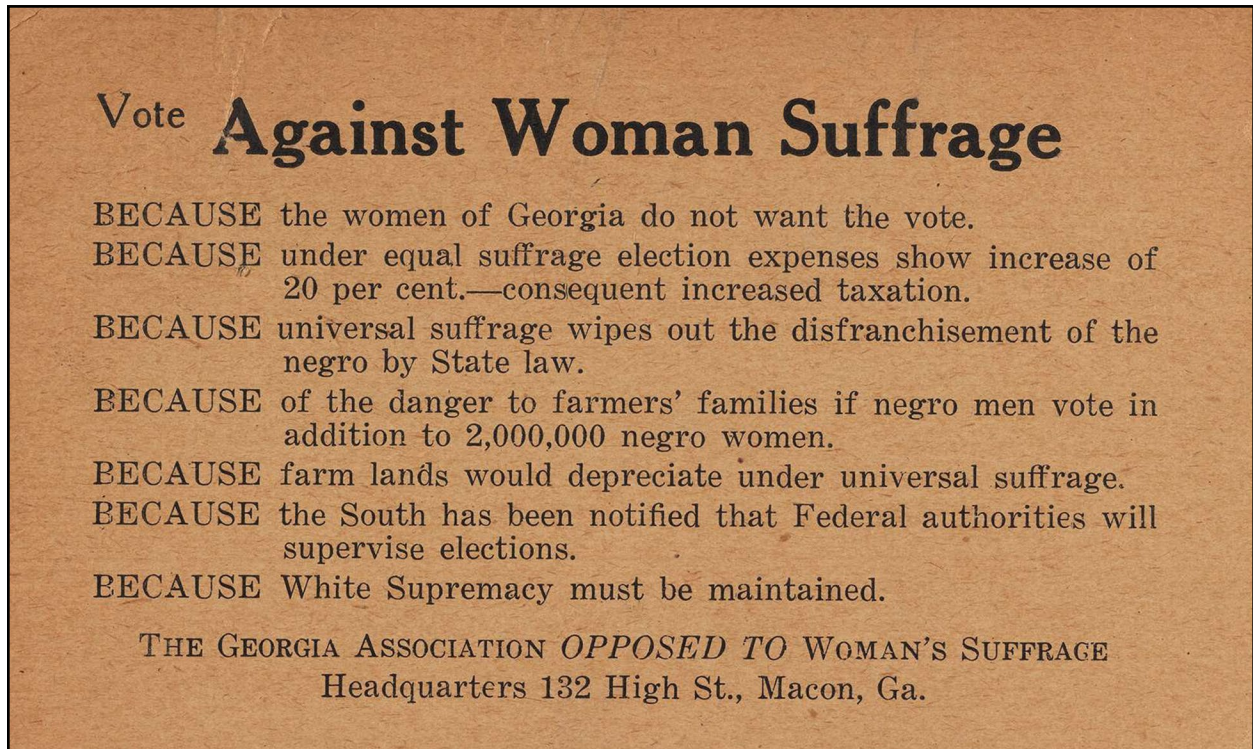 Vote Against Woman Suffrage
BECAUSE the women of Georgia do not want the vote.
BECAUSE under equal suffrage election expenses show increase of
20 per cent.—consequent increased taxation.
BECAUSE universal suffrage wipes out the disfranchisement of the
negro by State law.
BECAUSE of the danger to farmers' families if negro men vote in
addition to 2,000,000 negro women.
BECAUSE farm lands would depreciate under universal suffrage.
BECAUSE the South has been notified that Federal authorities will
supervise elections.
BECAUSE White Supremacy must be maintained.
THE GEORGIA ASSOCIATION OPPOSED TO WOMAN'S SUFFRAGE
Headquarters 132 High St., Macon, Ga.